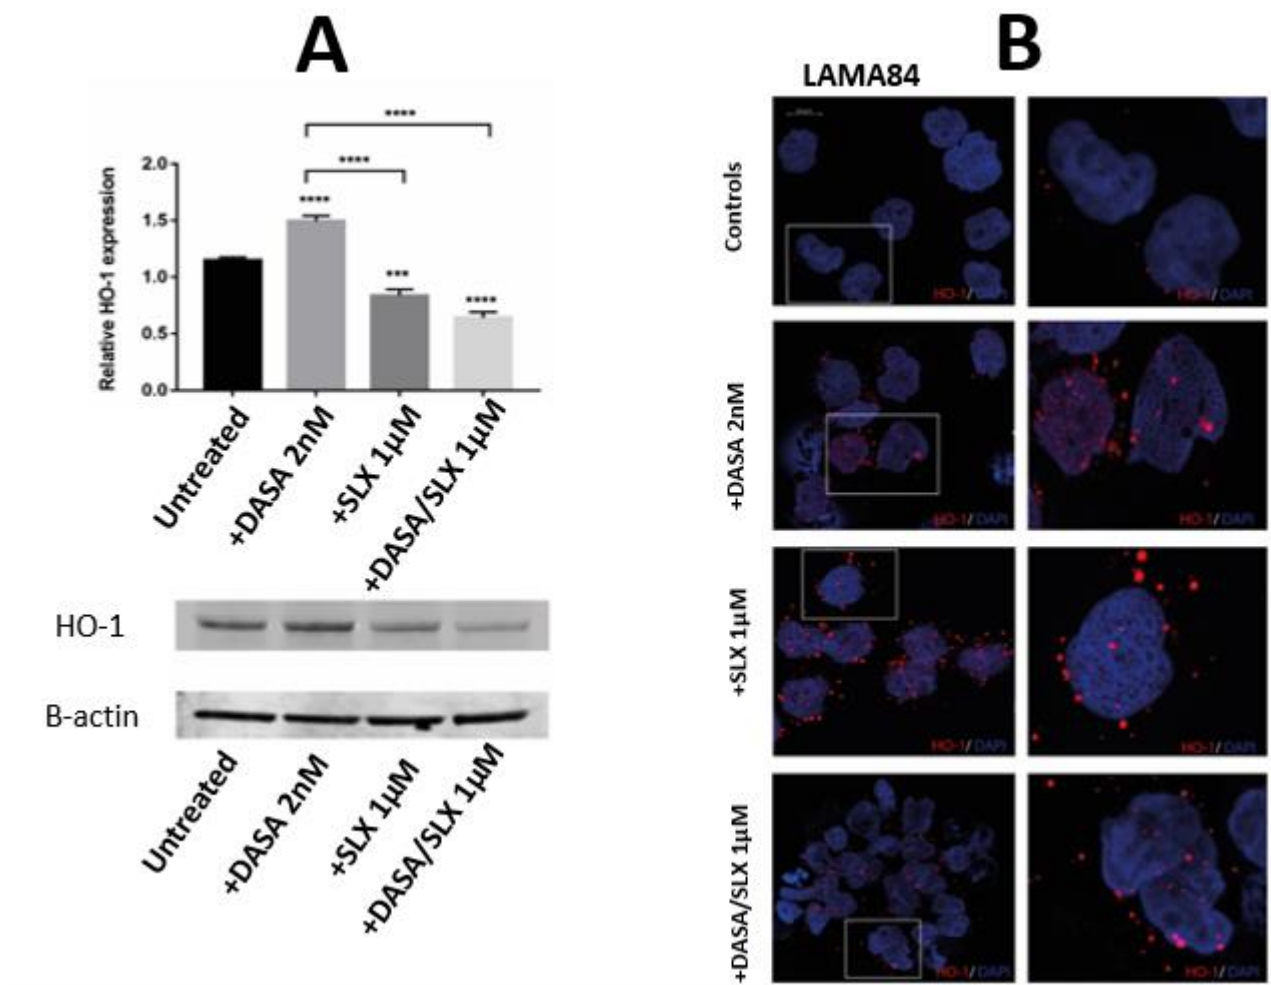 A
****
****
****
***
****
Relative HO-1 expression
2.0
1.5
1.0
0.5
0.0
Untreated
+DASA 2nM
+SLX 1µM
+DASA/SLX 1µM
HO-1
B-actin
Untreated
+DASA 2nM
+SLX 1µM
+DASA/SLX 1µM
B
LAMA84
Controls
HO-1/DAPI
HO-1/DAPI
+DASA 2nM
HO-1/DAPI
HO-1/DAPI
+SLX 1µM
HO-1/DAPI
HO-1/DAPI
+DASA/SLX 1µM
HO-1/DAPI
HO-1/DAPI